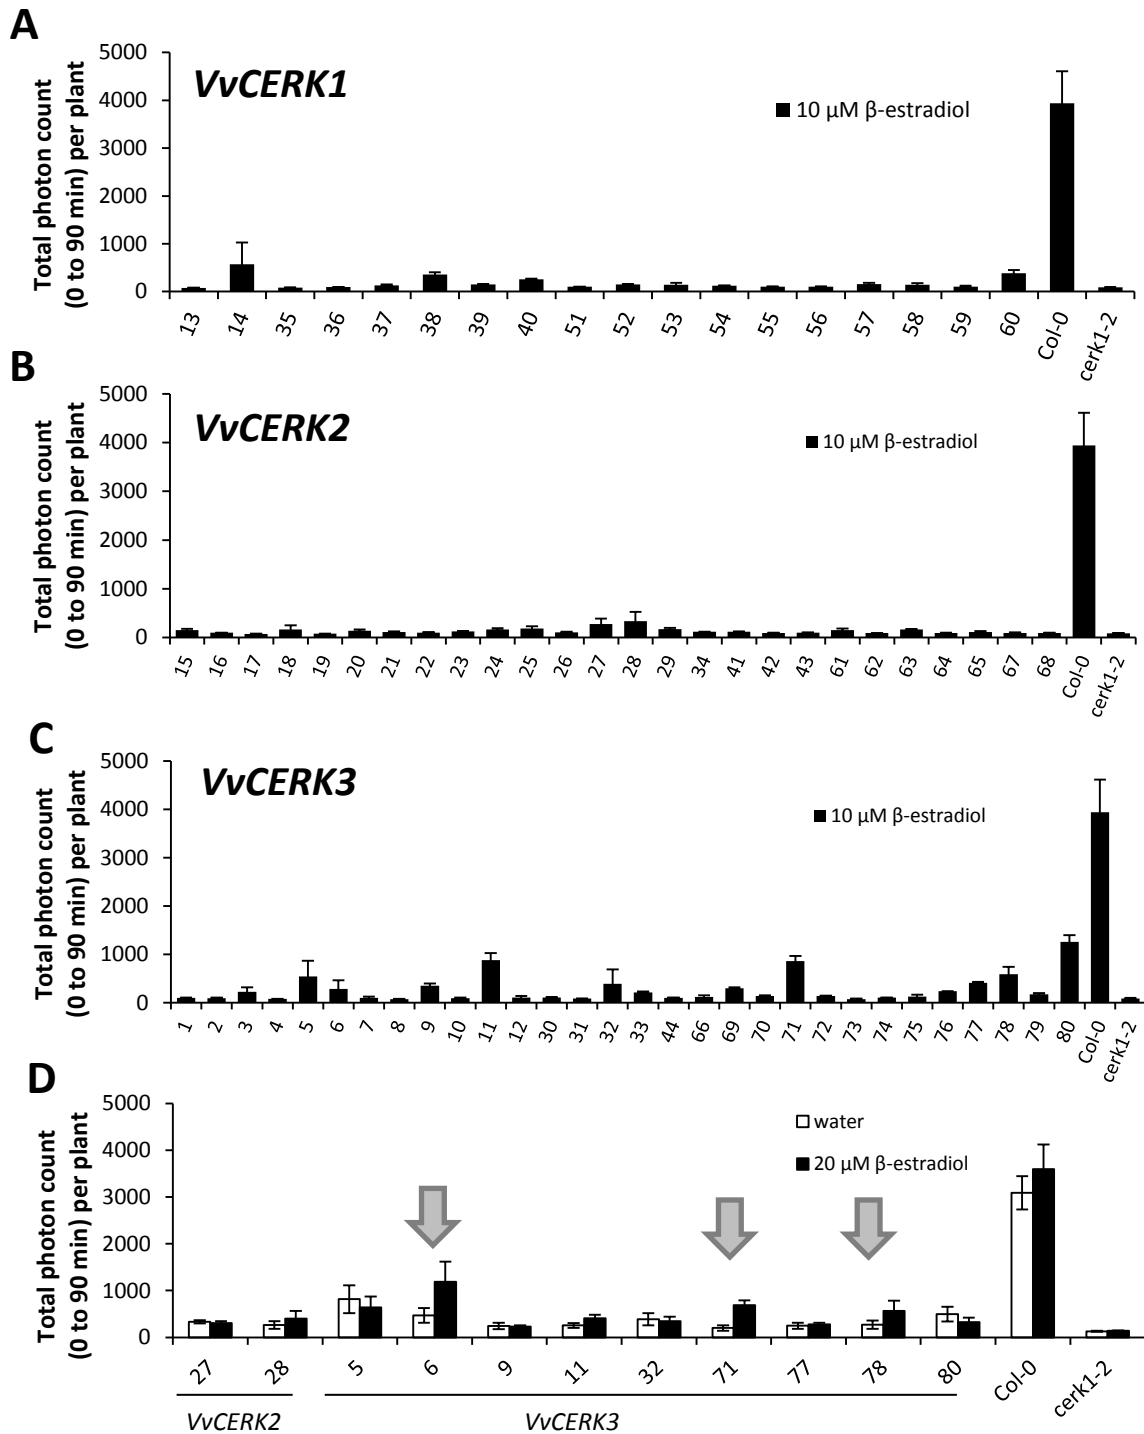 A
Total photon count
(0 to 90 min) per plant
5000
4000
3000
2000
1000
0
VvCERK1
10 µM β-estradiol
13 14 35 36 37 38 39 40 51 52 53 54 55 56 57 58 59 60 Col-0 cerk1-2
B
Total photon count
(0 to 90 min) per plant
5000
4000
3000
2000
1000
0
VvCERK2
10 µM β-estradiol
15 16 17 18 19 20 21 22 23 24 25 26 27 28 29 34 41 42 43 61 62 63 64 65 67 68 Col-0 cerk1-2
C
Total photon count
(0 to 90 min) per plant
5000
4000
3000
2000
1000
0
VvCERK3
10 µM β-estradiol
1 2 3 4 5 6 7 8 9 10 11 12 30 31 32 33 44 66 69 70 71 72 73 74 75 76 77 78 79 80 Col-0 cerk1-2
D
Total photon count
(0 to 90 min) per plant
5000
4000
3000
2000
1000
0
water
20 µM β-estradiol
27 28 5 6 9 11 32 71 77 78 80 Col-0 cerk1-2
VvCERK2 VvCERK3